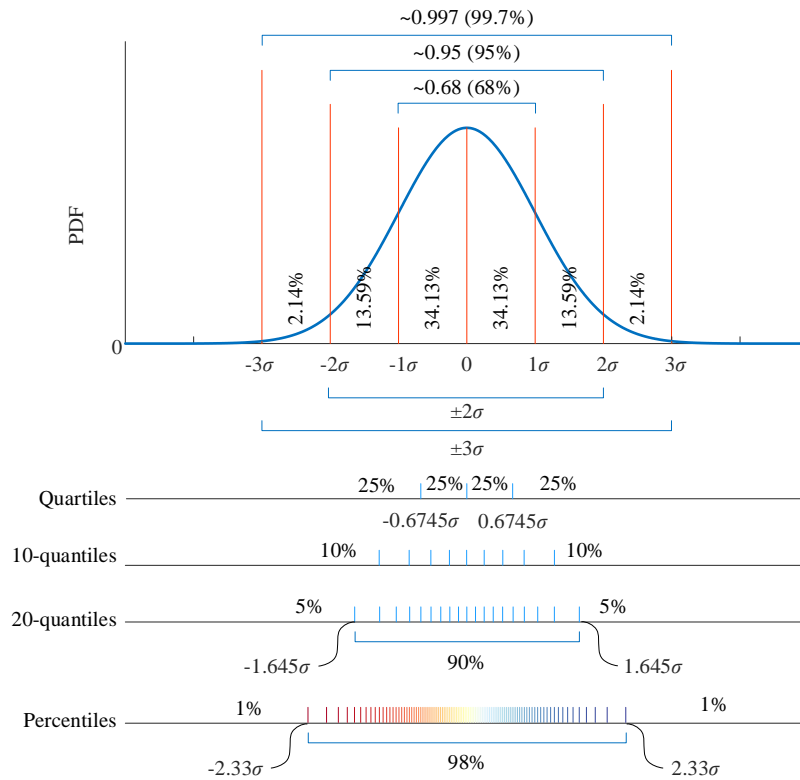 ~0.997 (99.7%)
~0.95 (95%)
~0.68 (68%)
PDF
2.14%
13.59%
34.13%
34.13%
13.59%
2.14%
0
-3σ -2σ -1σ 0 1σ 2σ 3σ
±2σ
±3σ
25% 25% 25% 25%
Quartiles
-0.6745σ 0.6745σ
10% 10%
10-quantiles
5% 5%
20-quantiles
-1.645σ 90% 1.645σ
1% 1%
Percentiles
-2.33σ 98% 2.33σ